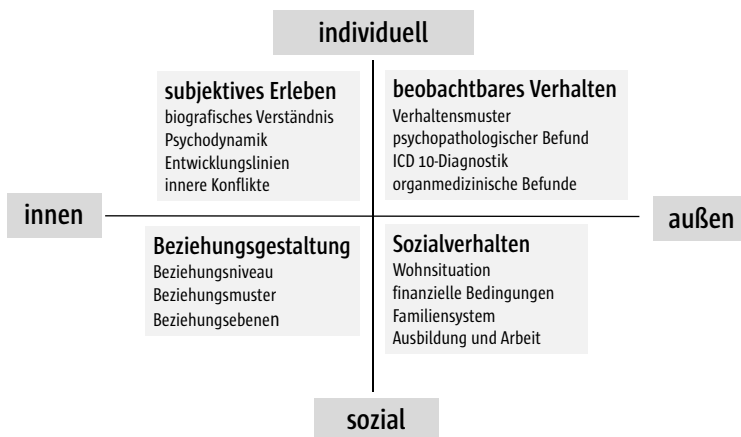 individuell
subjektives Erleben
biografisches Verständnis
Psychodynamik
Entwicklungslinien
innere Konflikte
beobachtbares Verhalten
Verhaltensmuster
psychopathologischer Befund
ICD 10-Diagnostik
organmedizinische Befunde
innen
außen
Beziehungsgestaltung
Beziehungsniveau
Beziehungsmuster
Beziehungsebenen
Sozialverhalten
Wohnsituation
finanzielle Bedingungen
Familiensystem
Ausbildung und Arbeit
sozial